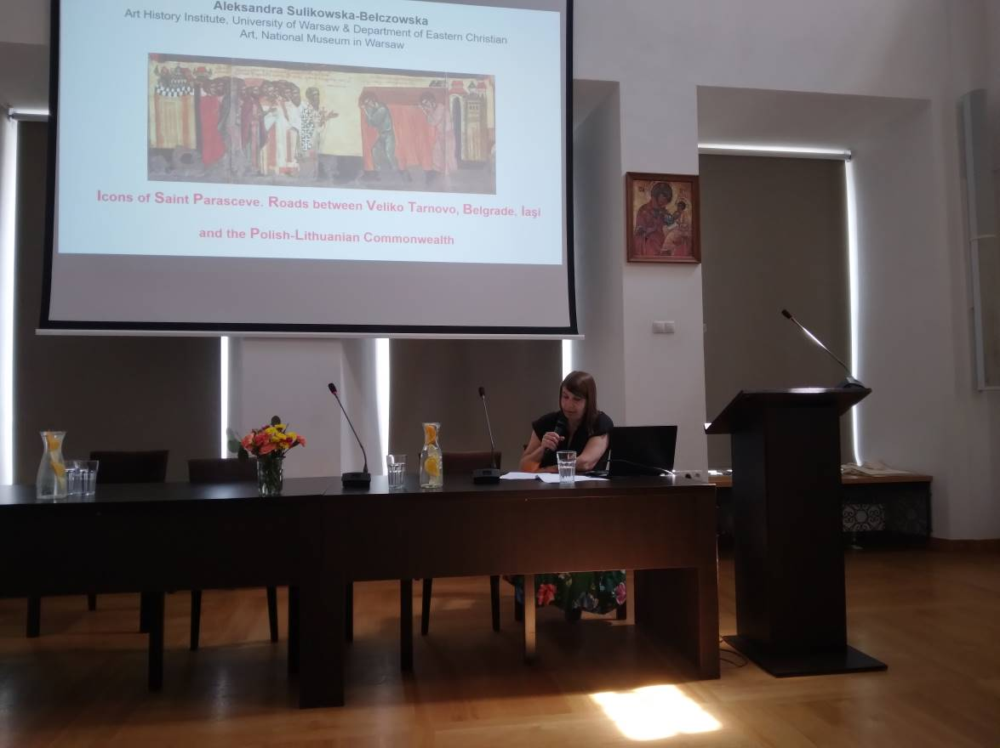 Aleksandra Sulikowska-Bełczowska
Art History Institute, University of Warsaw & Department of Eastern Christian
Art, National Museum in Warsaw
Icons of Saint Parasceve. Roads between Veliko Tarnovo, Belgrade, Iaşi
and the Polish-Lithuanian Commonwealth